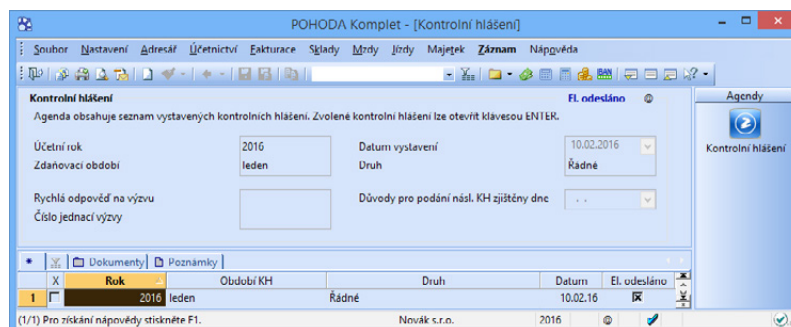 POHODA Komplet - [Kontrolní hlášení]
Soubor Nastavení Adresář Účetnictví Fakturace Sklady Mzdy Jízdy Majetek Záznam Nápověda
Kontrolní hlášení El. odesláno @
Agenda obsahuje seznam vystavených kontrolních hlášení. Zvolené kontrolní hlášení lze otevřít klávesou ENTER.
Účetní rok 2016 Datum vystavení 10.02.2016
Zdaňovací období leden Druh Řádné
Rychlá odpověď na výzvu Důvody pro podání násl. KH zjištěny dne . .
Číslo jednací výzvy
Agendy
Kontrolní hlášení
* Dokumenty Poznámky
X Rok Období KH Druh Datum El. odesláno
1 2016 leden Řádné 10.02.16
(1/1) Pro získání nápovědy stiskněte F1. Novák s.r.o. 2016 @